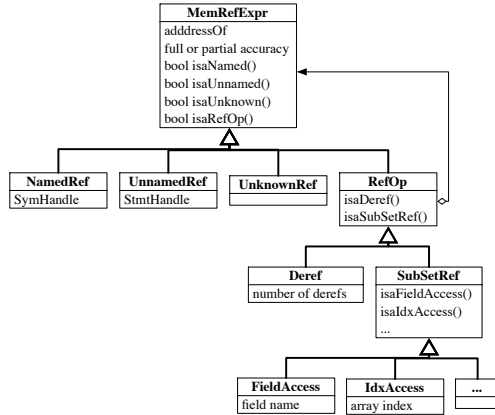 MemRefExpr
adddressOf
full or partial accuracy
bool isaNamed()
bool isaUnnamed()
bool isaUnknown()
bool isaRefOp()
NamedRef
SymHandle
UnnamedRef
StmtHandle
UnknownRef
RefOp
isaDeref()
isaSubSetRef()
Deref
number of derefs
SubSetRef
isaFieldAccess()
isaIdxAccess()
...
FieldAccess
field name
IdxAccess
array index
...